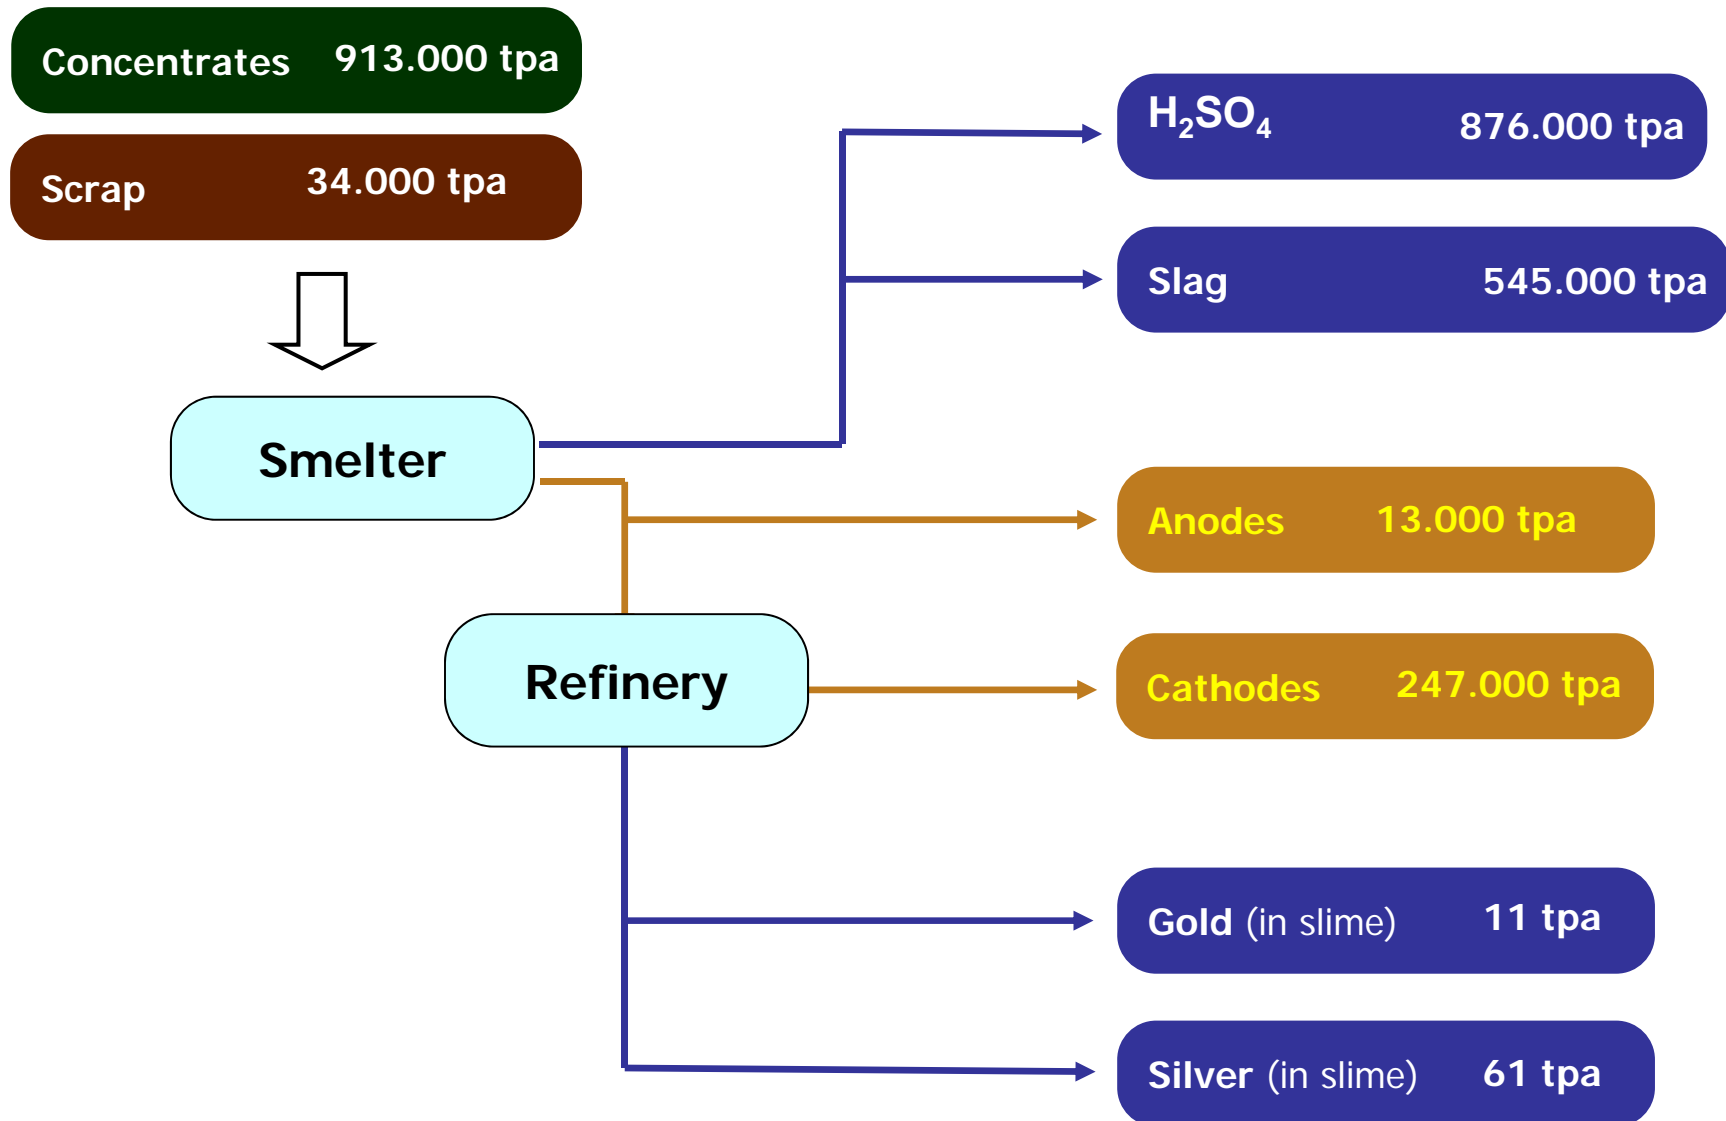 Concentrates 913.000 tpa
Scrap 34.000 tpa
H₂SO₄ 876.000 tpa
Slag 545.000 tpa
Smelter
Anodes 13.000 tpa
Refinery
Cathodes 247.000 tpa
Gold (in slime) 11 tpa
Silver (in slime) 61 tpa